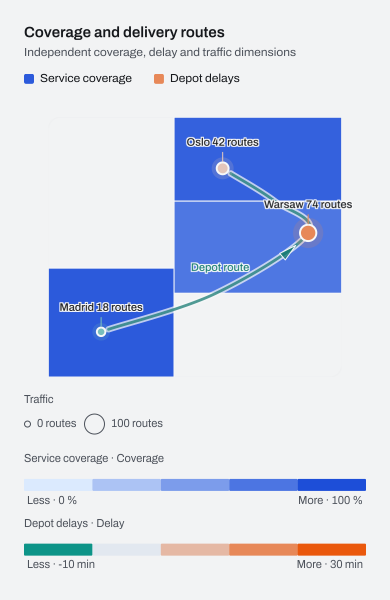 Coverage and delivery routes
Independent coverage, delay and traffic dimensions
Service coverage
Depot delays
Oslo 42 routes
Warsaw 74 routes
Depot route
Madrid 18 routes
Traffic
0 routes
100 routes
Service coverage · Coverage
Less · 0 %
More · 100 %
Depot delays · Delay
Less · -10 min
More · 30 min